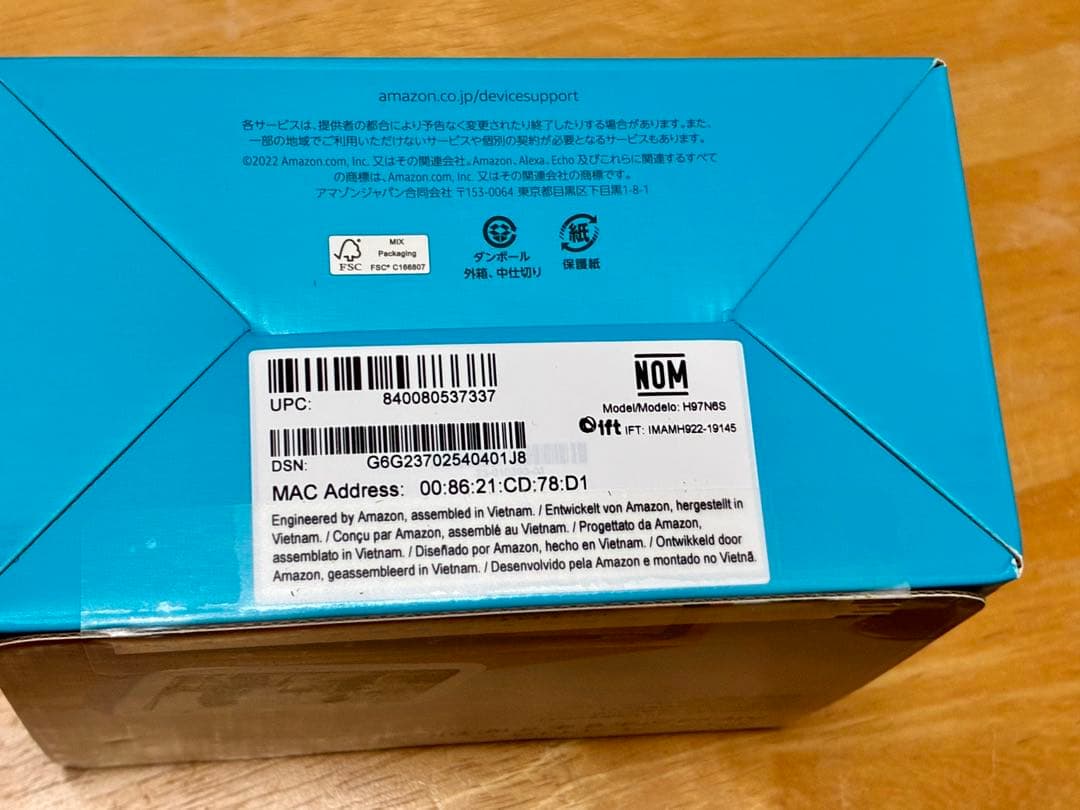 amazon.co.jp/devicesupport
各サービスは、提供者の都合により予告なく変更されたり終了したりする場合があります。また、
一部の地域でご利用いただけないサービスや個別の契約が必要となるサービスもあります。
©2022 Amazon.com, Inc. 又はその関連会社。Amazon、Alexa、Echo 及びこれらに関連するすべて
の商標は、Amazon.com, Inc. 又はその関連会社の商標です。
アマゾンジャパン合同会社 〒153-0064 東京都目黒区下目黒1-8-1
FSC
MIX
Packaging
FSC® C166807
ダンボール
外箱、中仕切り
紙
保護紙
UPC: 840080537337
NOM
Model/Modelo: H97N6S
ift IFT: IMAMH922-19145
DSN: G6G23702540401J8
MAC Address: 00:86:21:CD:78:D1
Engineered by Amazon, assembled in Vietnam. / Entwickelt von Amazon, hergestellt in
Vietnam. / Conçu par Amazon, assemblé au Vietnam. / Progettato da Amazon,
assemblato in Vietnam. / Diseñado por Amazon, hecho en Vietnam. / Ontwikkeld door
Amazon, geassembleerd in Vietnam. / Desenvolvido pela Amazon e montado no Vietnã.